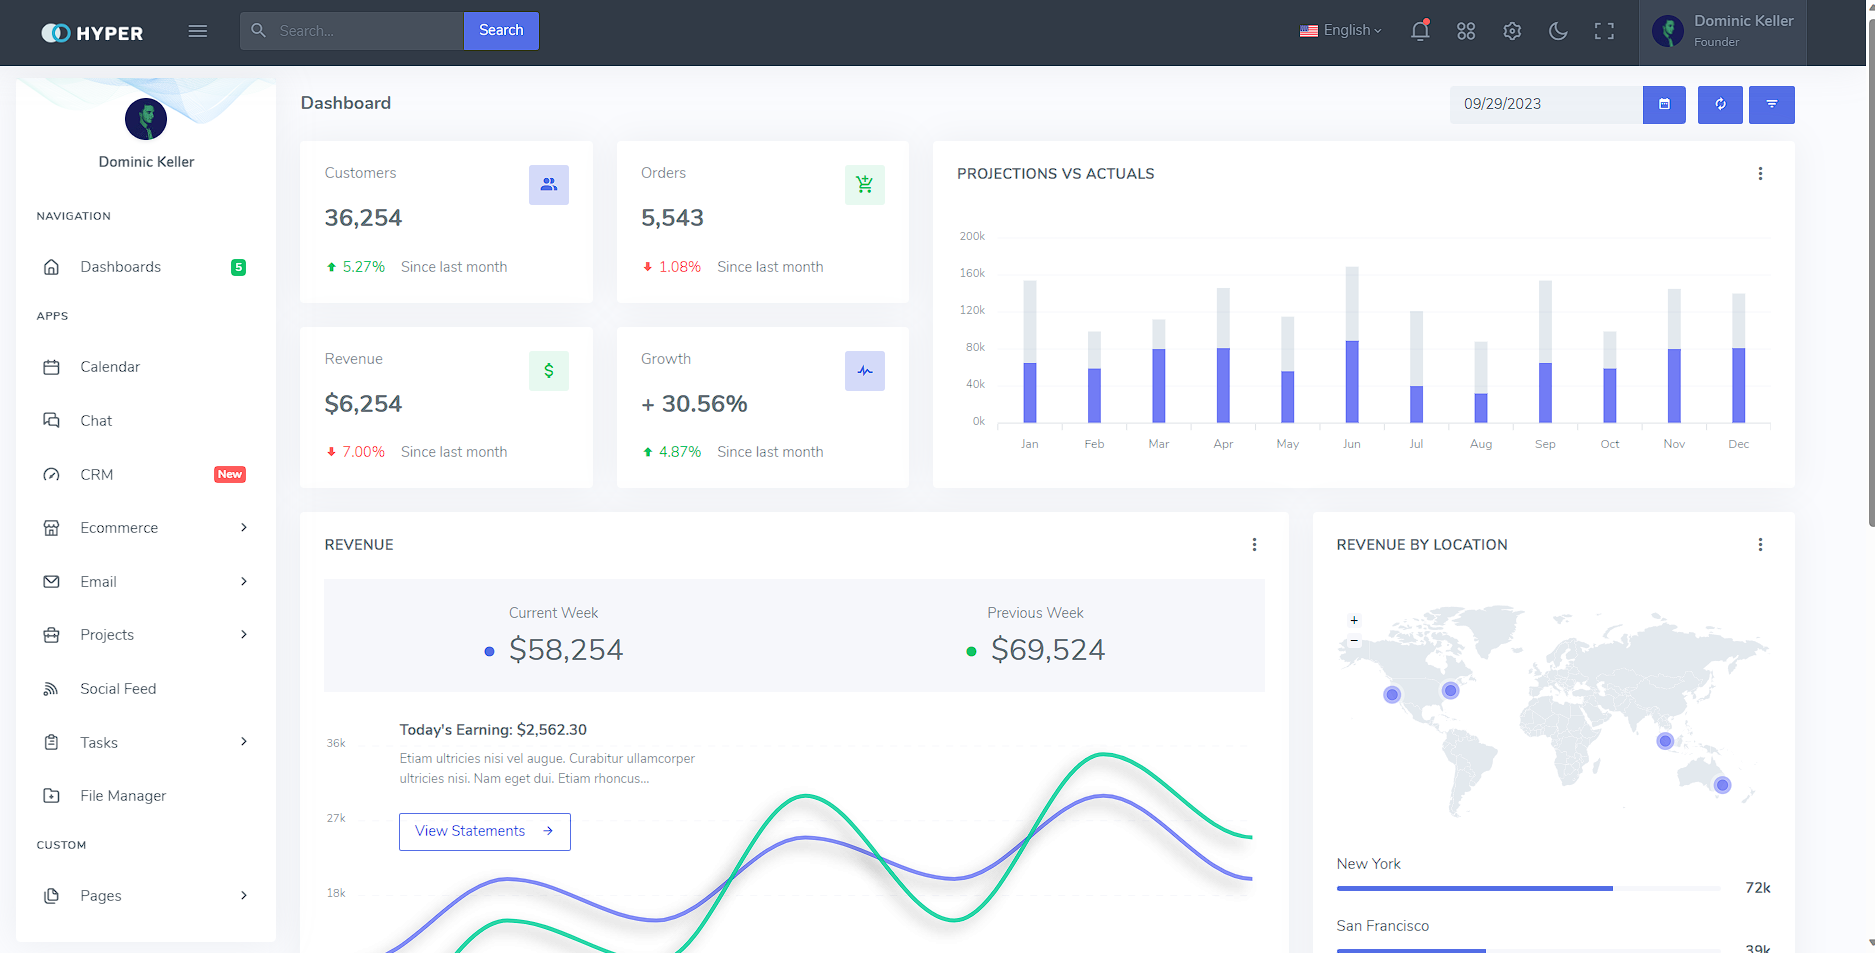 HYPER
Search...
Search
English
Dominic Keller
Founder
Dominic Keller
NAVIGATION
Dashboards
5
APPS
Calendar
Chat
CRM
New
Ecommerce
Email
Projects
Social Feed
Tasks
File Manager
CUSTOM
Pages
Dashboard
09/29/2023
Customers
36,254
5.27% Since last month
Orders
5,543
1.08% Since last month
Revenue
$6,254
7.00% Since last month
Growth
+ 30.56%
4.87% Since last month
PROJECTIONS VS ACTUALS
200k
160k
120k
80k
40k
0k
Jan Feb Mar Apr May Jun Jul Aug Sep Oct Nov Dec
REVENUE
Current Week
$58,254
Previous Week
$69,524
Today's Earning: $2,562.30
Etiam ultricies nisi vel augue. Curabitur ullamcorper
ultricies nisi. Nam eget dui. Etiam rhoncus...
View Statements
36k
27k
18k
REVENUE BY LOCATION
+
−
New York
72k
San Francisco
39k